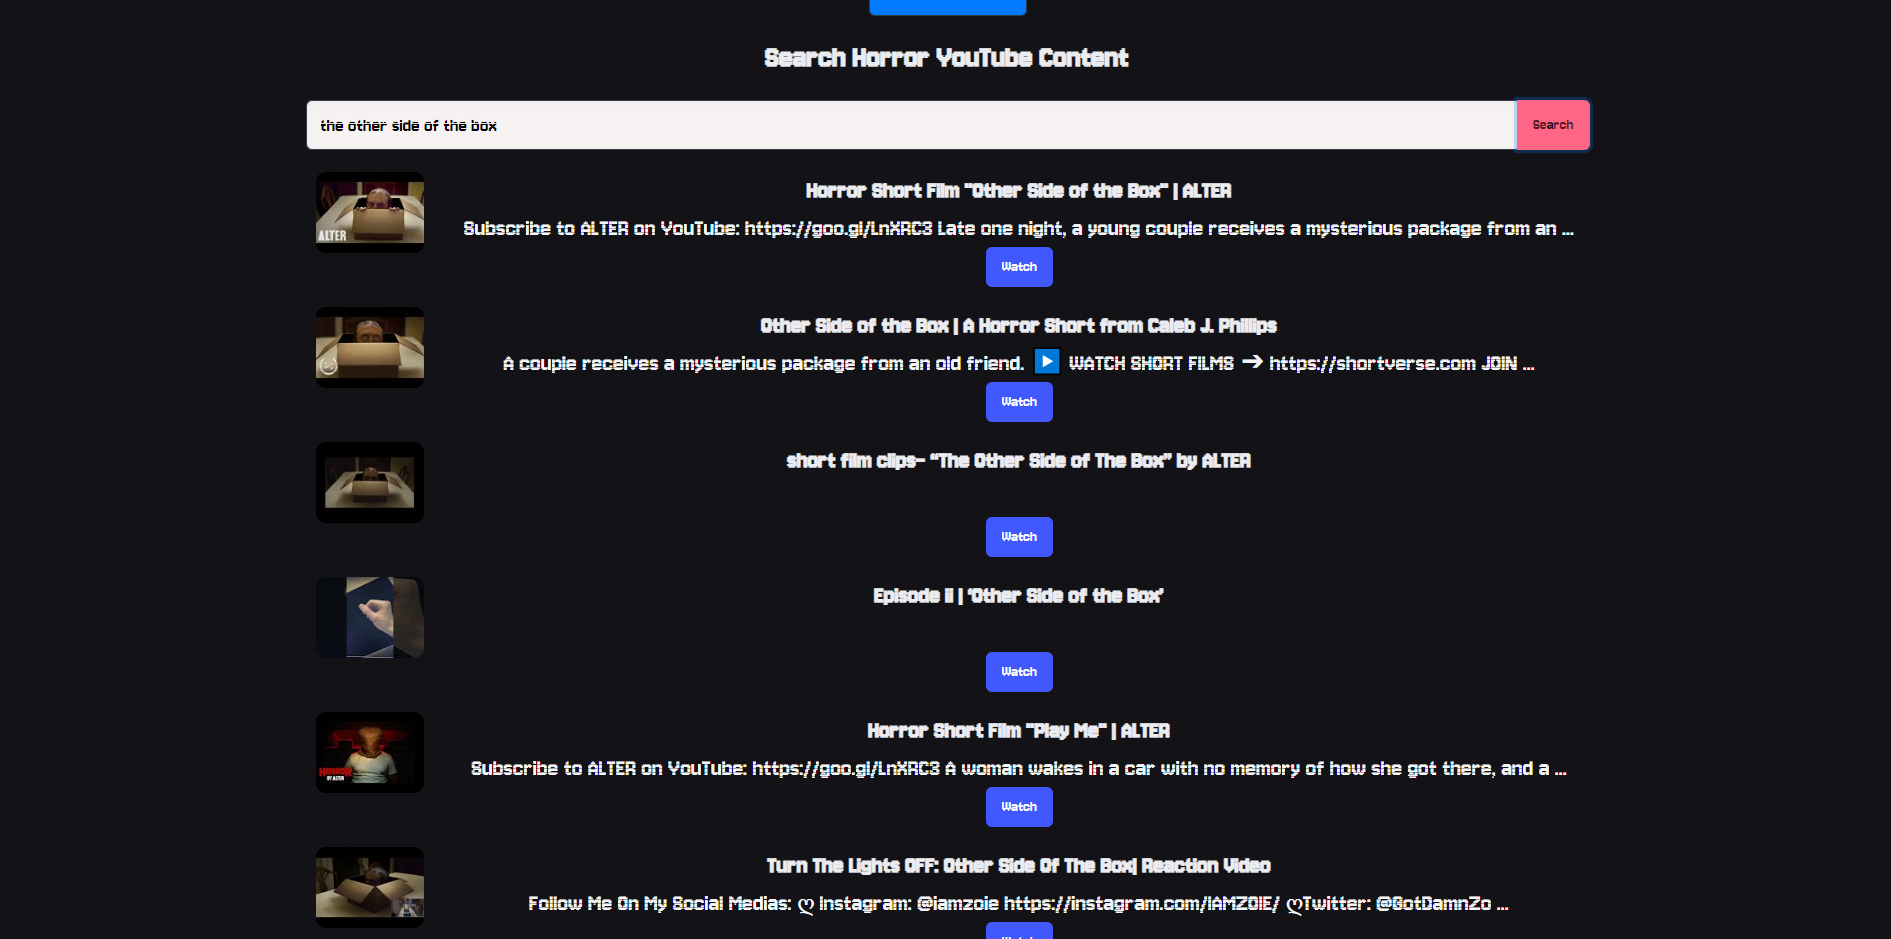 Search Horror YouTube Content
the other side of the box
Search
ALTER
Horror Short Film "Other Side of the Box" | ALTER
Subscribe to ALTER on YouTube: https://goo.gl/LnXRC3 Late one night, a young couple receives a mysterious package from an ...
Watch
Other Side of the Box | A Horror Short from Caleb J. Phillips
A couple receives a mysterious package from an old friend. ▶ WATCH SHORT FILMS ➔ https://shortverse.com JOIN ...
Watch
short film clips- “The Other Side of The Box” by ALTER
Watch
Episode ii | ‘Other Side of the Box’
Watch
HORROR
BY ALTER
Horror Short Film "Play Me" | ALTER
Subscribe to ALTER on YouTube: https://goo.gl/LnXRC3 A woman wakes in a car with no memory of how she got there, and a ...
Watch
Turn The Lights OFF: Other Side Of The Box| Reaction Video
Follow Me On My Social Medias: ღ Instagram: @iamzoie https://instagram.com/IAMZOIE/ ღTwitter: @GotDamnZo ...